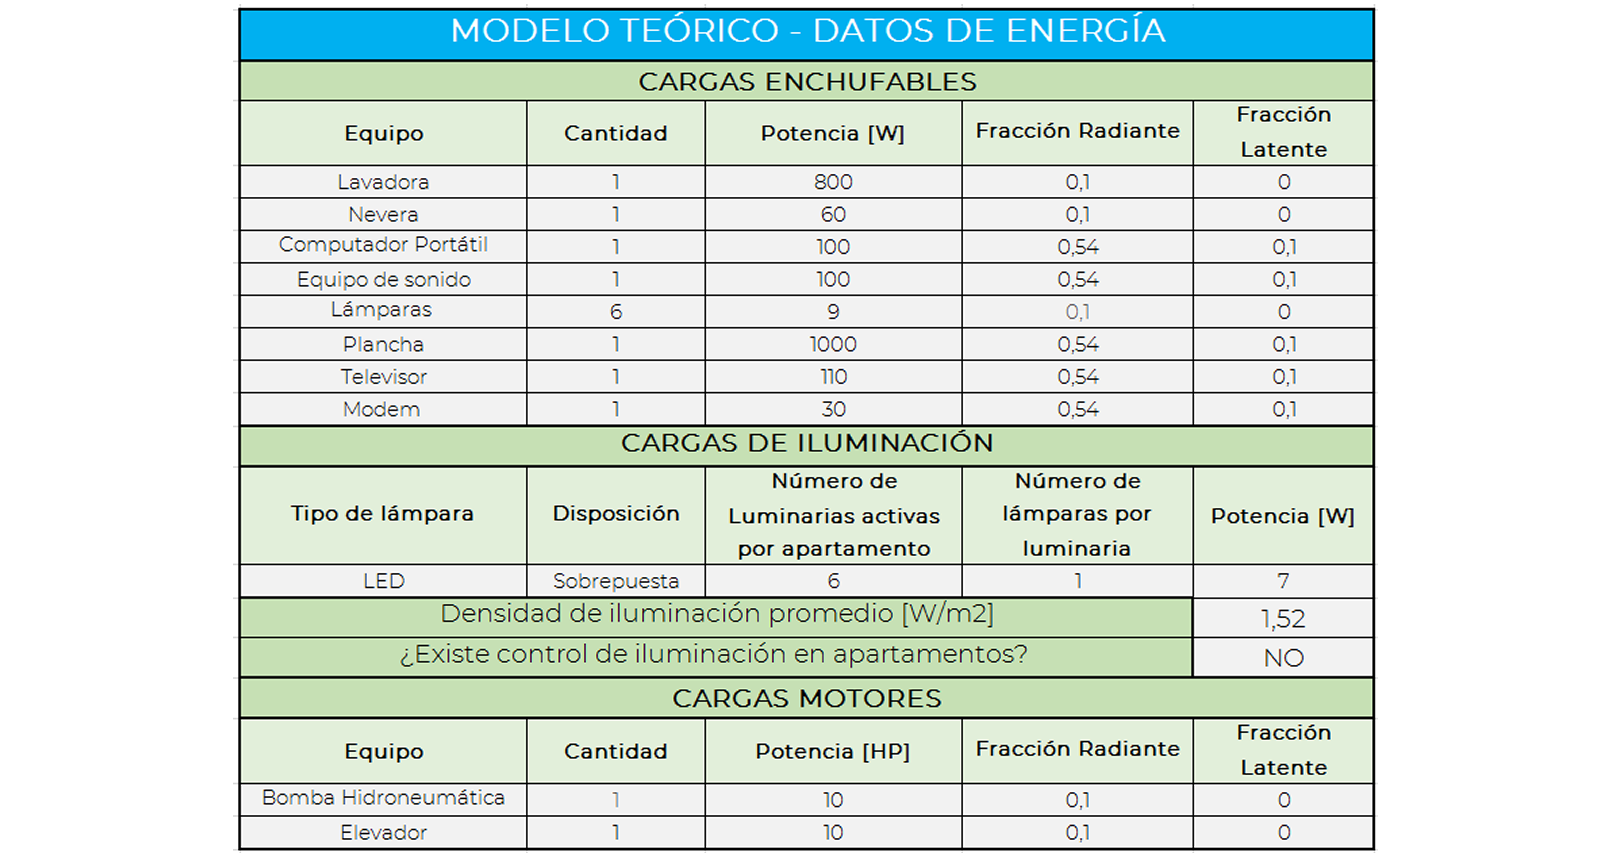 MODELO TEÓRICO - DATOS DE ENERGÍA
CARGAS ENCHUFABLES
Equipo Cantidad Potencia [W] Fracción Radiante Fracción Latente
Lavadora 1 800 0,1 0
Nevera 1 60 0,1 0
Computador Portátil 1 100 0,54 0,1
Equipo de sonido 1 100 0,54 0,1
Lámparas 6 9 0,1 0
Plancha 1 1000 0,54 0,1
Televisor 1 110 0,54 0,1
Modem 1 30 0,54 0,1
CARGAS DE ILUMINACIÓN
Tipo de lámpara Disposición Número de Luminarias activas por apartamento Número de lámparas por luminaria Potencia [W]
LED Sobrepuesta 6 1 7
Densidad de iluminación promedio [W/m2] 1,52
¿Existe control de iluminación en apartamentos? NO
CARGAS MOTORES
Equipo Cantidad Potencia [HP] Fracción Radiante Fracción Latente
Bomba Hidroneumática 1 10 0,1 0
Elevador 1 10 0,1 0